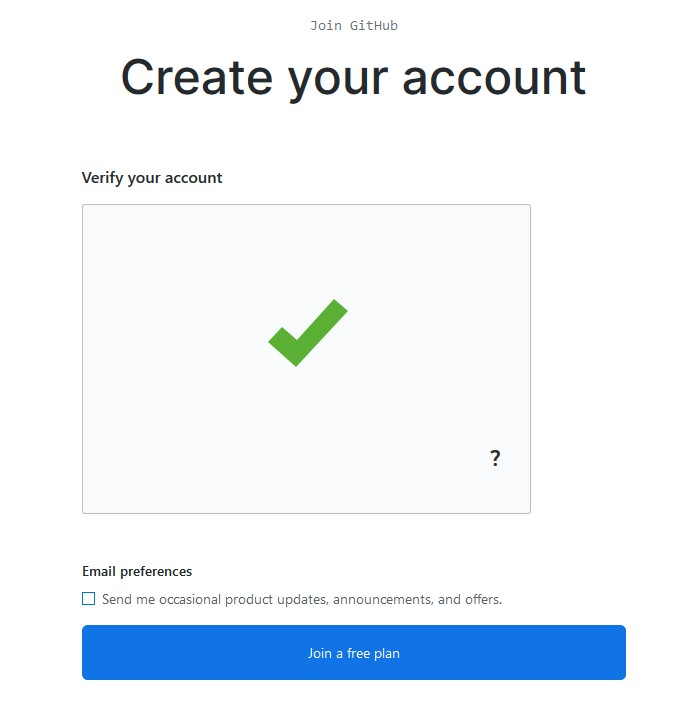 Join GitHub
Create your account
Verify your account
?
Email preferences
Send me occasional product updates, announcements, and offers.
Join a free plan